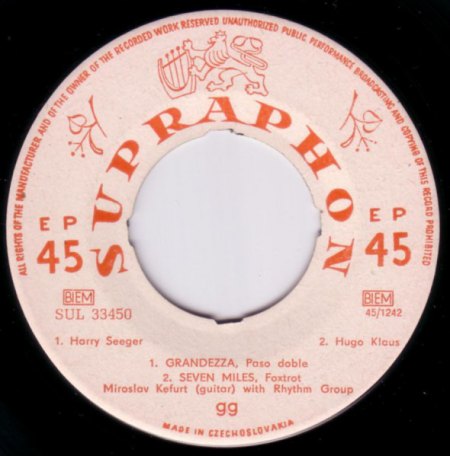 ALL RIGHTS OF THE MANUFACTURER AND OF THE OWNER OF THE RECORDED WORK RESERVED UNAUTHORIZED PUBLIC PERFORMANCE BROADCASTING AND COPYING OF THIS RECORD PROHIBITED
SUPRAPHON
EP
45
EP
45
BIEM
SUL 33450
BIEM
45/1242
1. Harry Seeger
2. Hugo Klaus
1. GRANDEZZA, Paso doble
2. SEVEN MILES, Foxtrot
Miroslav Kefurt (guitar) with Rhythm Group
gg
MADE IN CZECHOSLOVAKIA